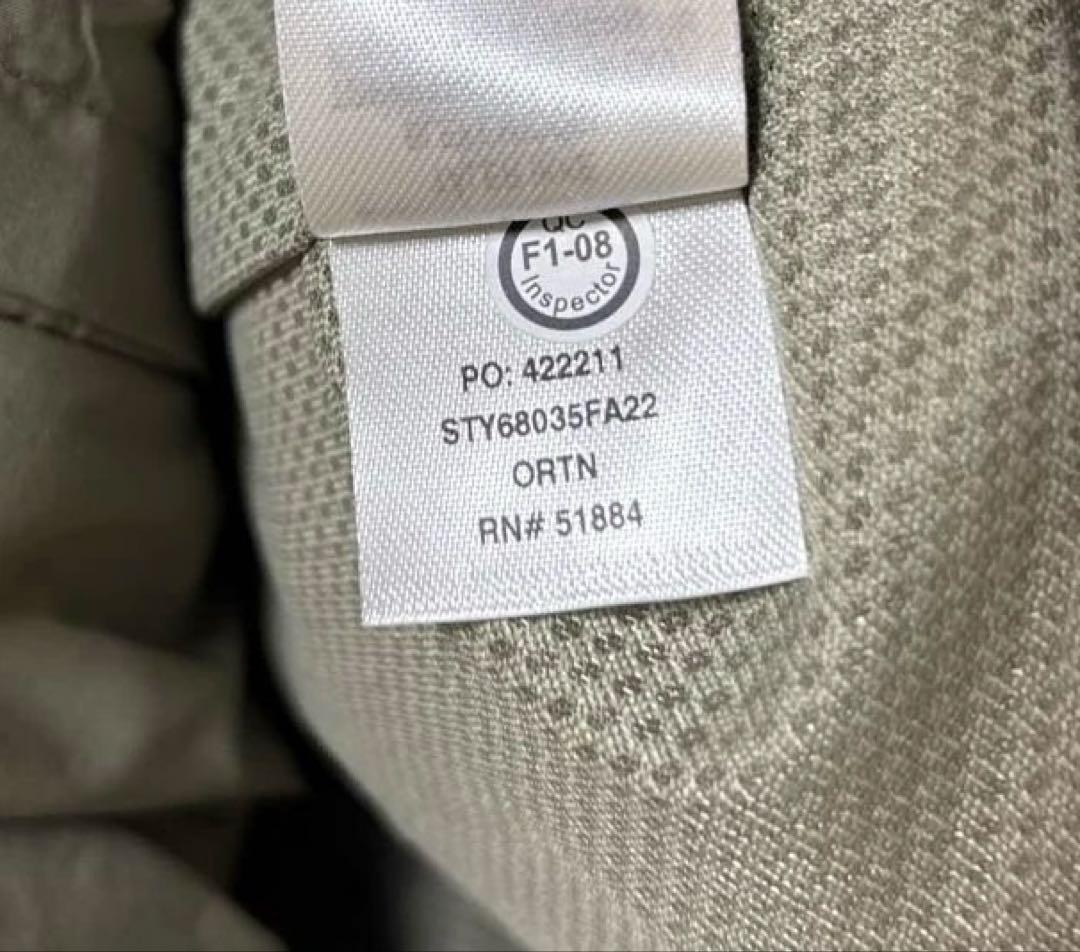 QC
F1-08
Inspector
PO: 422211
STY68035FA22
ORTN
RN# 51884